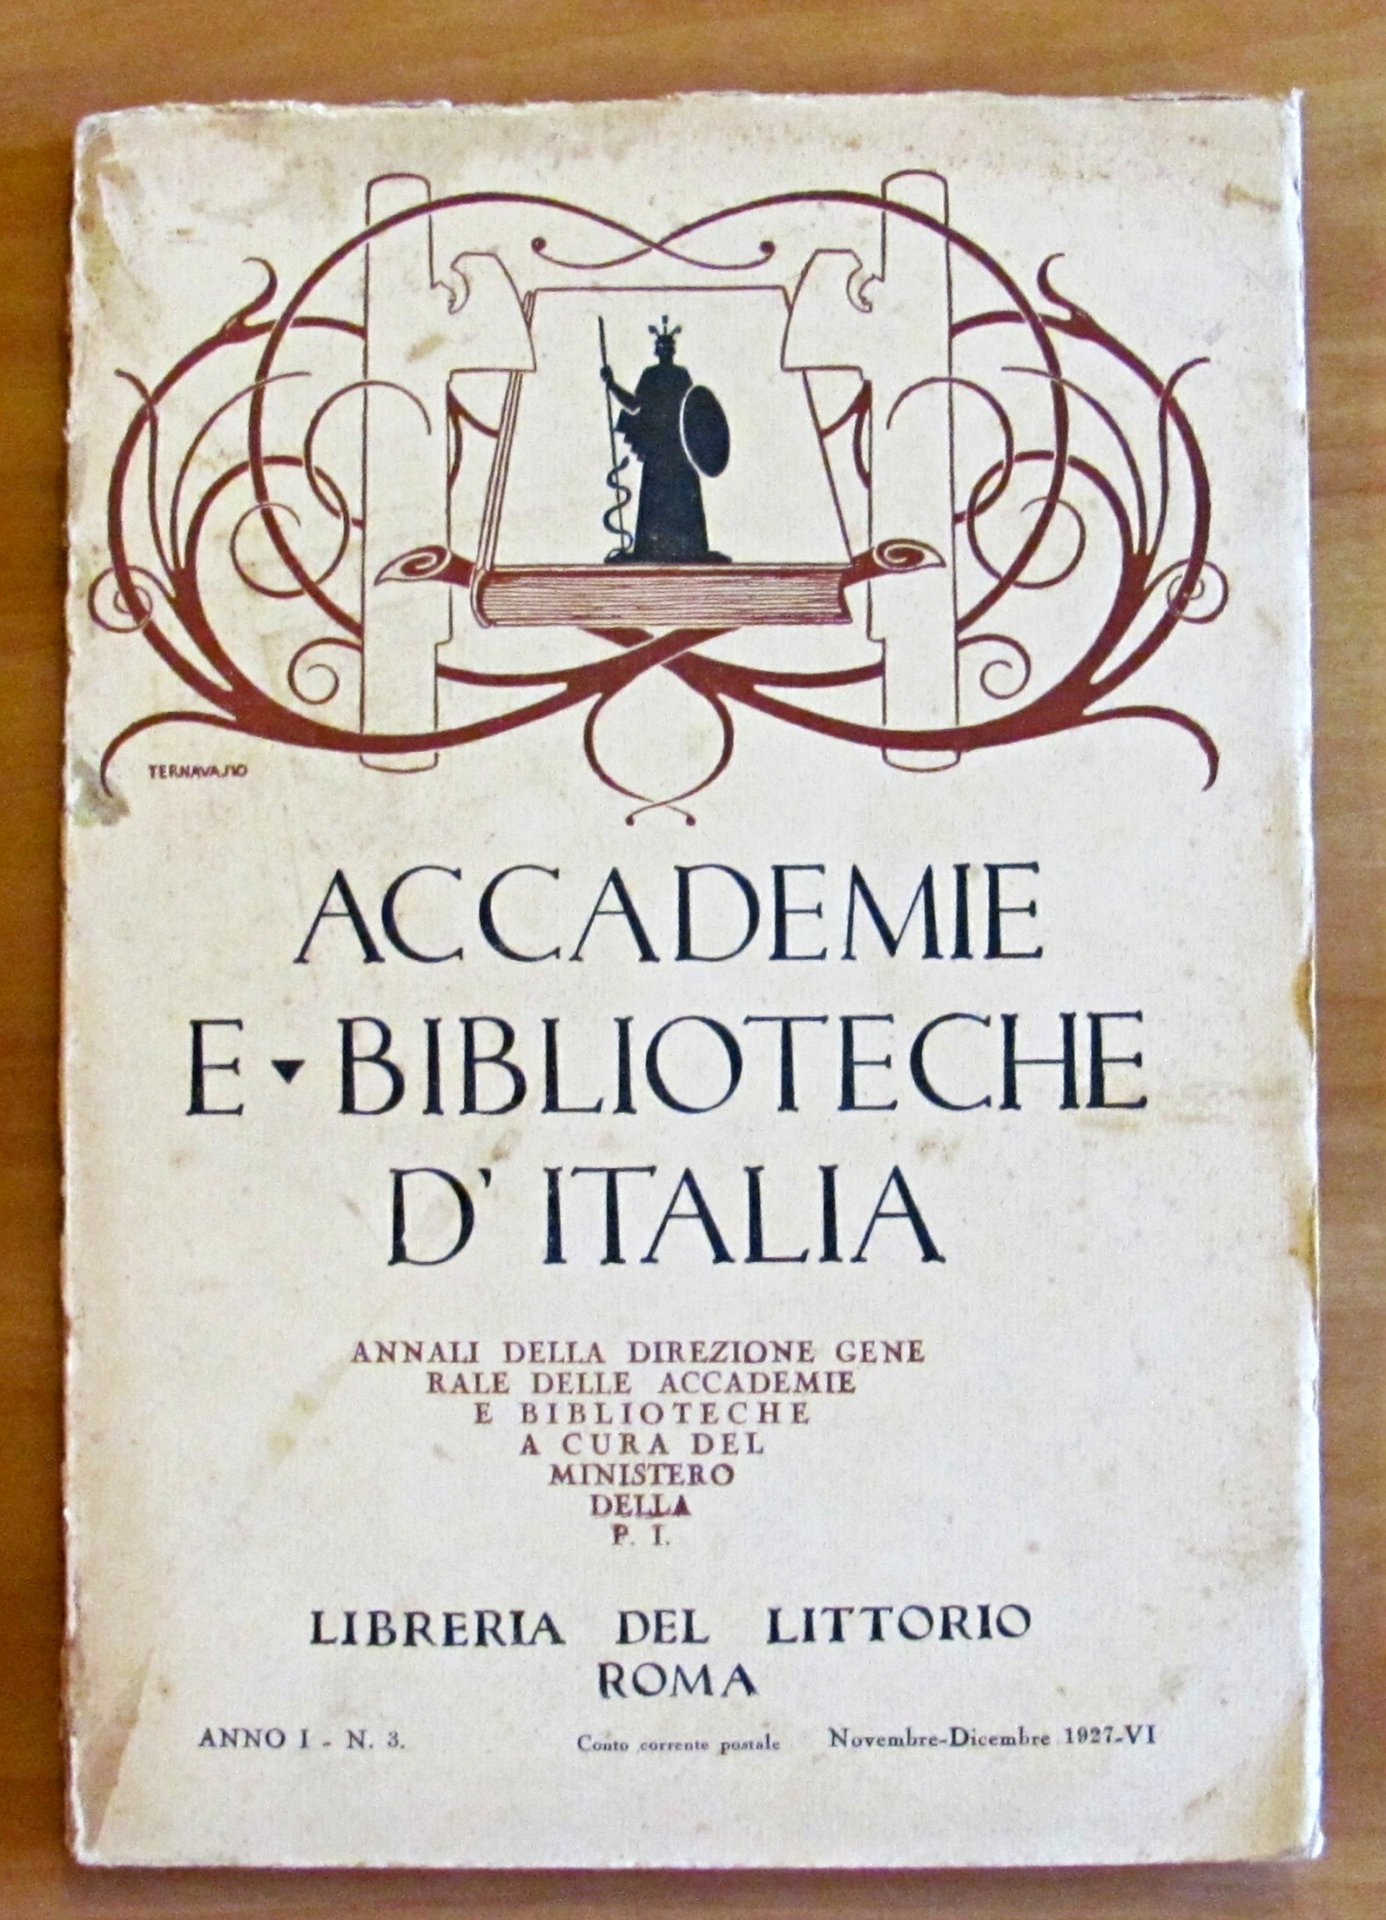 TERNAVASIO
ACCADEMIE
E▾BIBLIOTECHE
D'ITALIA
ANNALI DELLA DIREZIONE GENE
RALE DELLE ACCADEMIE
E BIBLIOTECHE
A CURA DEL
MINISTERO
DELLA
P. I.
LIBRERIA DEL LITTORIO
ROMA
ANNO I - N. 3. Conto corrente postale Novembre-Dicembre 1927-VI